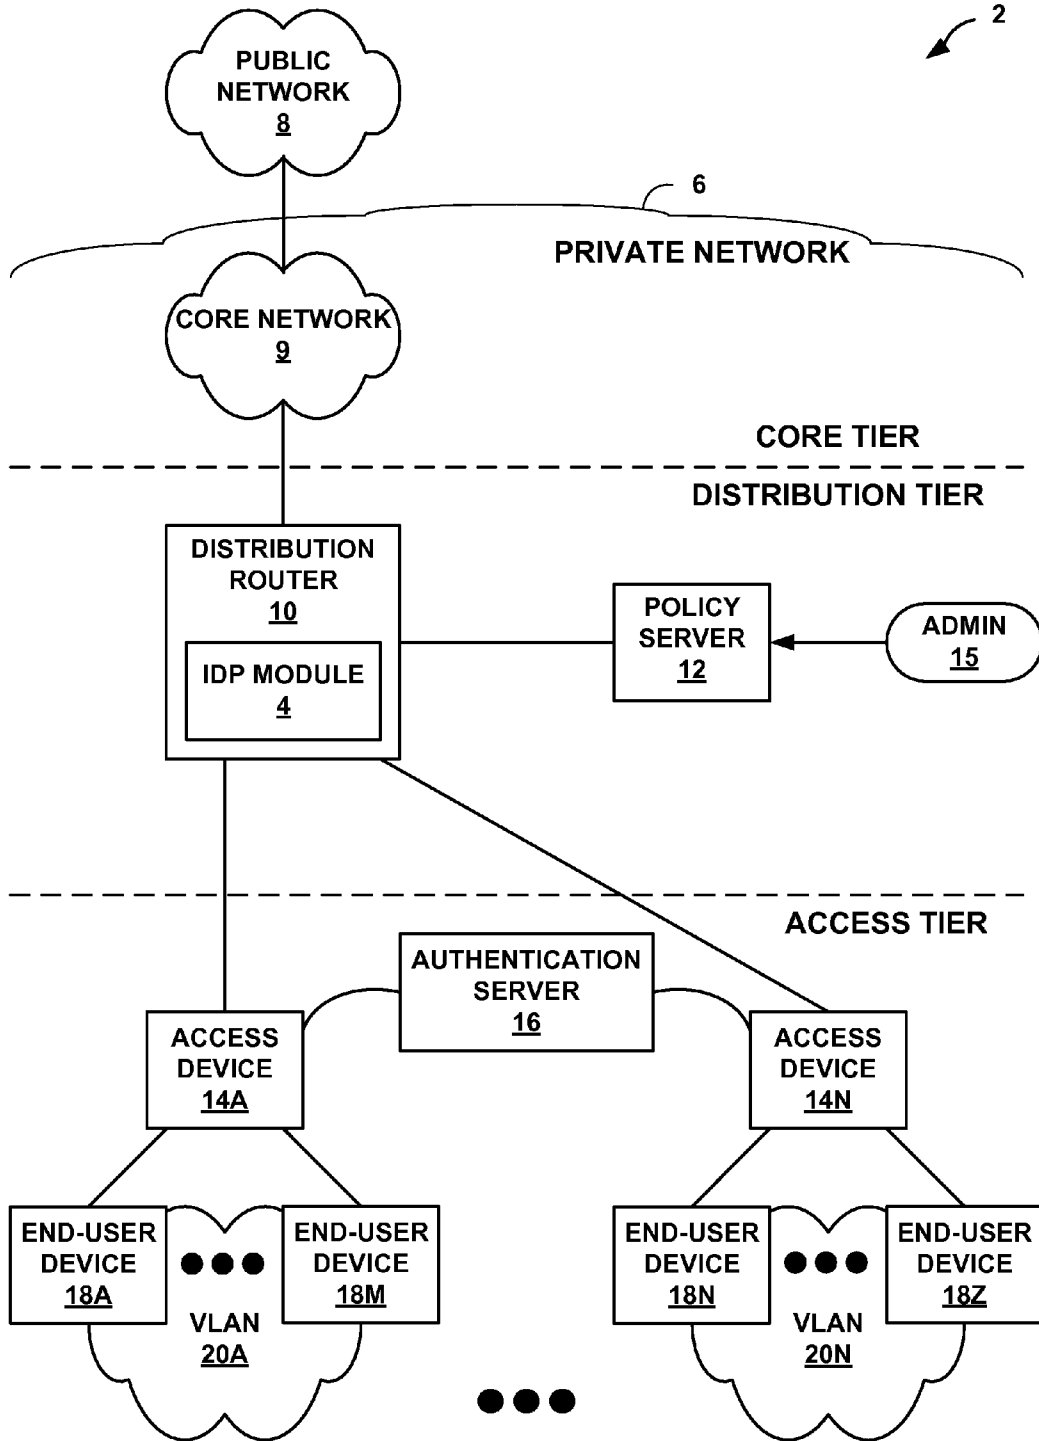 2
PUBLIC
NETWORK
8
6
PRIVATE NETWORK
CORE NETWORK
9
CORE TIER
DISTRIBUTION TIER
DISTRIBUTION
ROUTER
10
IDP MODULE
4
POLICY
SERVER
12
ADMIN
15
ACCESS TIER
AUTHENTICATION
SERVER
16
ACCESS
DEVICE
14A
ACCESS
DEVICE
14N
END-USER
DEVICE
18A
END-USER
DEVICE
18M
VLAN
20A
END-USER
DEVICE
18N
END-USER
DEVICE
18Z
VLAN
20N